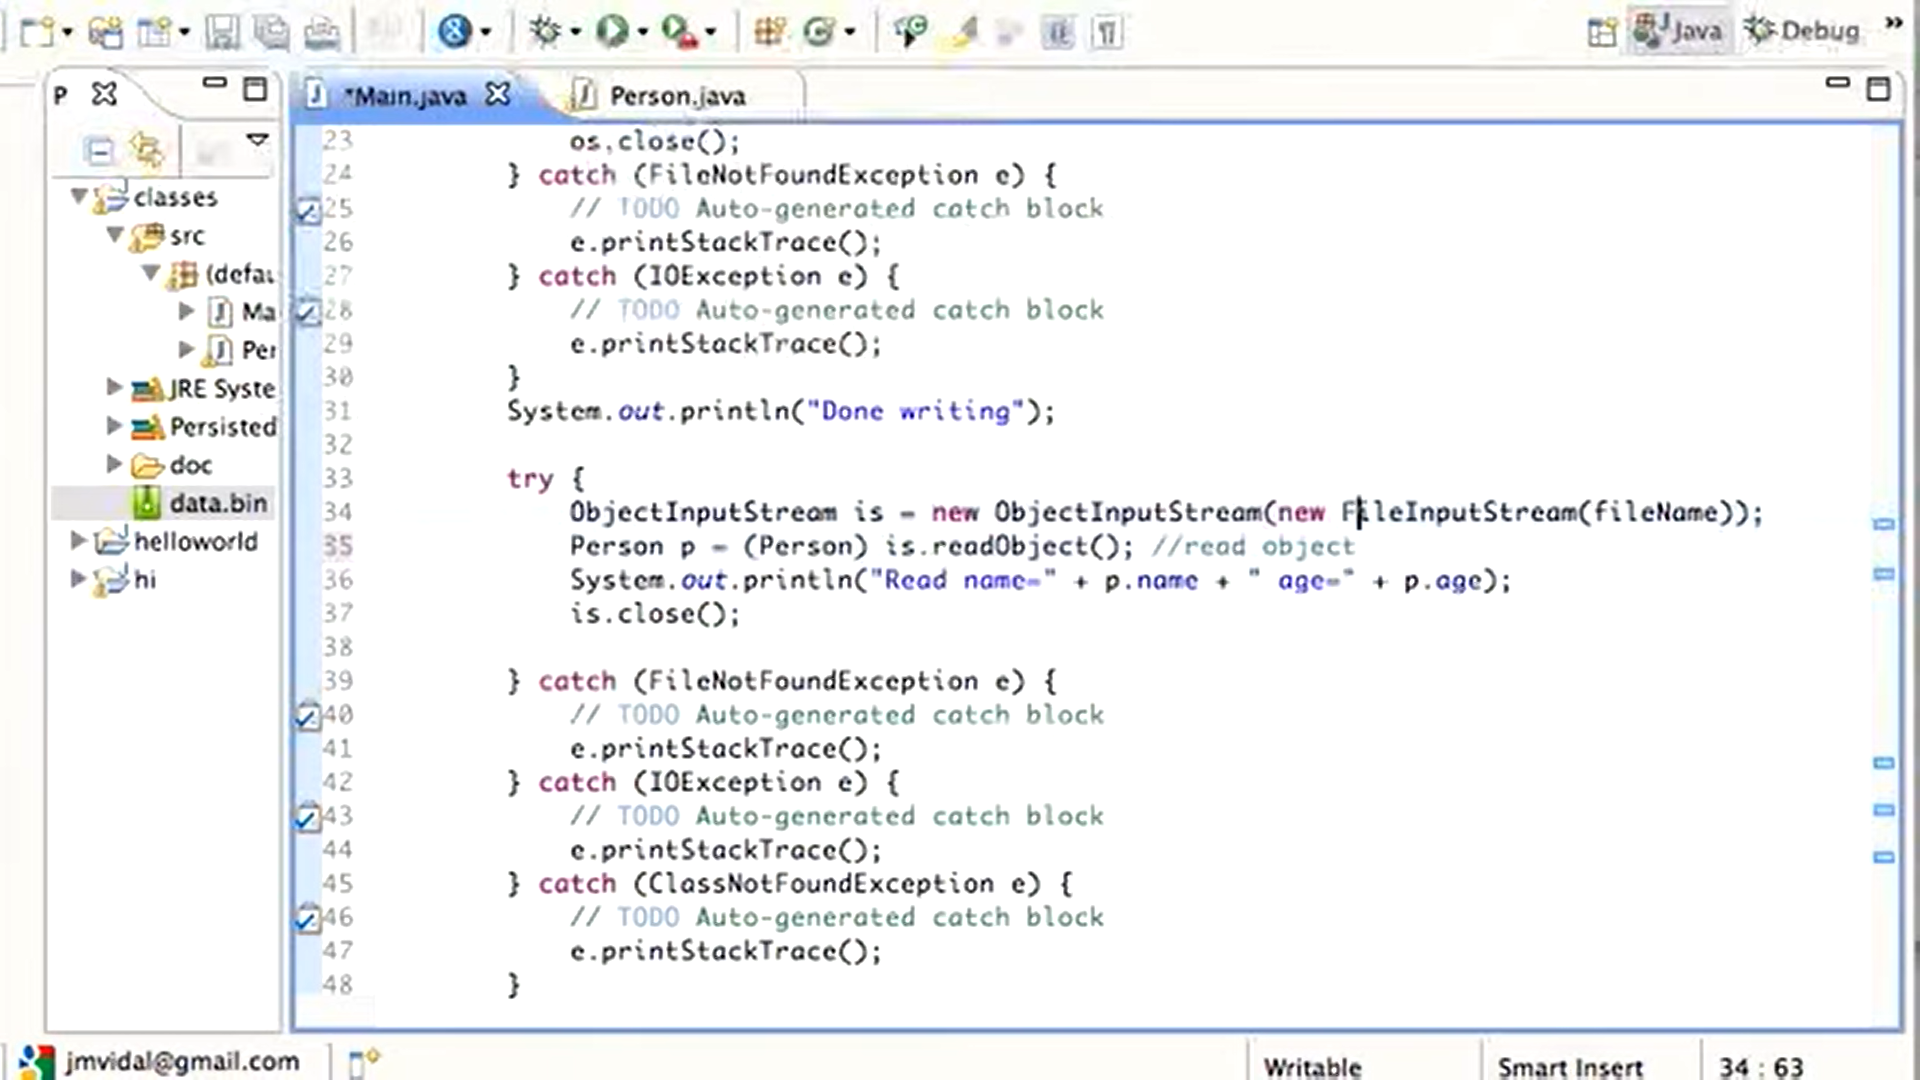 Java
Debug
P
*Main.java
Person.java
classes
src
(defau
Ma
Per
JRE Syste
Persisted
doc
data.bin
helloworld
hi
23 os.close();
24 } catch (FileNotFoundException e) {
25 // TODO Auto-generated catch block
26 e.printStackTrace();
27 } catch (IOException e) {
28 // TODO Auto-generated catch block
29 e.printStackTrace();
30 }
31 System.out.println("Done writing");
32
33 try {
34 ObjectInputStream is = new ObjectInputStream(new FileInputStream(fileName));
35 Person p = (Person) is.readObject(); //read object
36 System.out.println("Read name=" + p.name + " age=" + p.age);
37 is.close();
38
39 } catch (FileNotFoundException e) {
40 // TODO Auto-generated catch block
41 e.printStackTrace();
42 } catch (IOException e) {
43 // TODO Auto-generated catch block
44 e.printStackTrace();
45 } catch (ClassNotFoundException e) {
46 // TODO Auto-generated catch block
47 e.printStackTrace();
48 }
jmvidal@gmail.com
Writable
Smart Insert
34 : 63